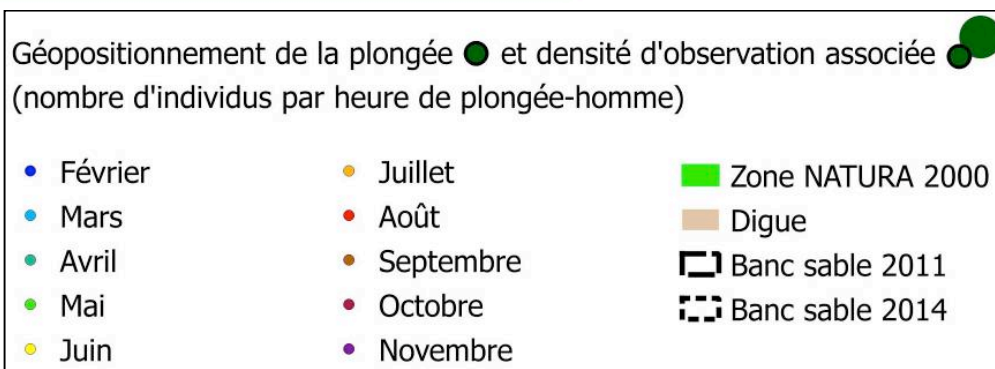 Géopositionnement de la plongée et densité d'observation associée
(nombre d'individus par heure de plongée-homme)
Février
Mars
Avril
Mai
Juin
Juillet
Août
Septembre
Octobre
Novembre
Zone NATURA 2000
Digue
Banc sable 2011
Banc sable 2014